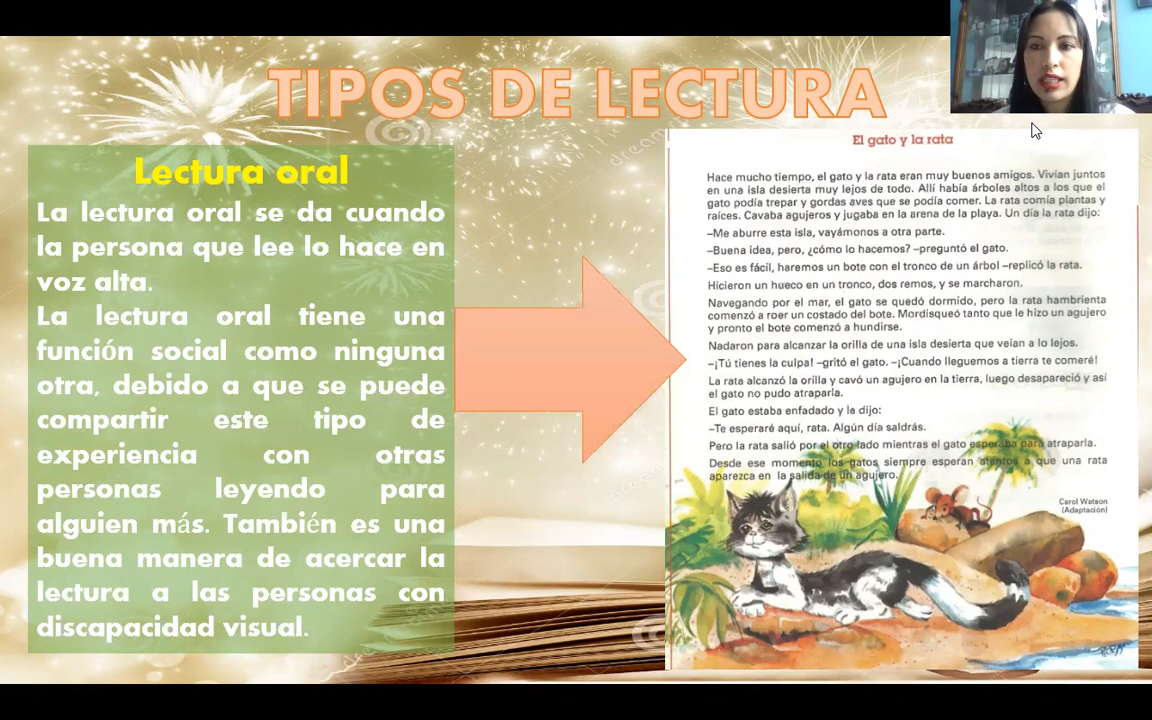 TIPOS DE LECTURA
Lectura oral
La lectura oral se da cuando
la persona que lee lo hace en
voz alta.
La lectura oral tiene una
función social como ninguna
otra, debido a que se puede
compartir este tipo de
experiencia con otras
personas leyendo para
alguien más. También es una
buena manera de acercar la
lectura a las personas con
discapacidad visual.
El gato y la rata
Hace mucho tiempo, el gato y la rata eran muy buenos amigos. Vivían juntos
en una isla desierta muy lejos de todo. Allí había árboles altos a los que el
gato podía trepar y gordas aves que se podía comer. La rata comía plantas y
raíces. Cavaba agujeros y jugaba en la arena de la playa. Un día la rata dijo:
–Me aburre esta isla, vayámonos a otra parte.
–Buena idea, pero, ¿cómo lo hacemos? –preguntó el gato.
–Eso es fácil, haremos un bote con el tronco de un árbol –replicó la rata.
Hicieron un hueco en un tronco, dos remos, y se marcharon.
Navegando por el mar, el gato se quedó dormido, pero la rata hambrienta
comenzó a roer un costado del bote. Mordisqueó tanto que le hizo un agujero
y pronto el bote comenzó a hundirse.
Nadaron para alcanzar la orilla de una isla desierta que veían a lo lejos.
–¡Tú tienes la culpa! –gritó el gato. –¡Cuando lleguemos a tierra te comeré!
La rata alcanzó la orilla y cavó un agujero en la tierra, luego desapareció y así
el gato no pudo atraparla.
El gato estaba enfadado y le dijo:
–Te esperaré aquí, rata. Algún día saldrás.
Pero la rata salió por el otro lado mientras el gato esperaba para atraparla.
Desde ese momento los gatos siempre esperan atentos a que una rata
aparezca en la salida de un agujero.
Carol Watson
(Adaptación)